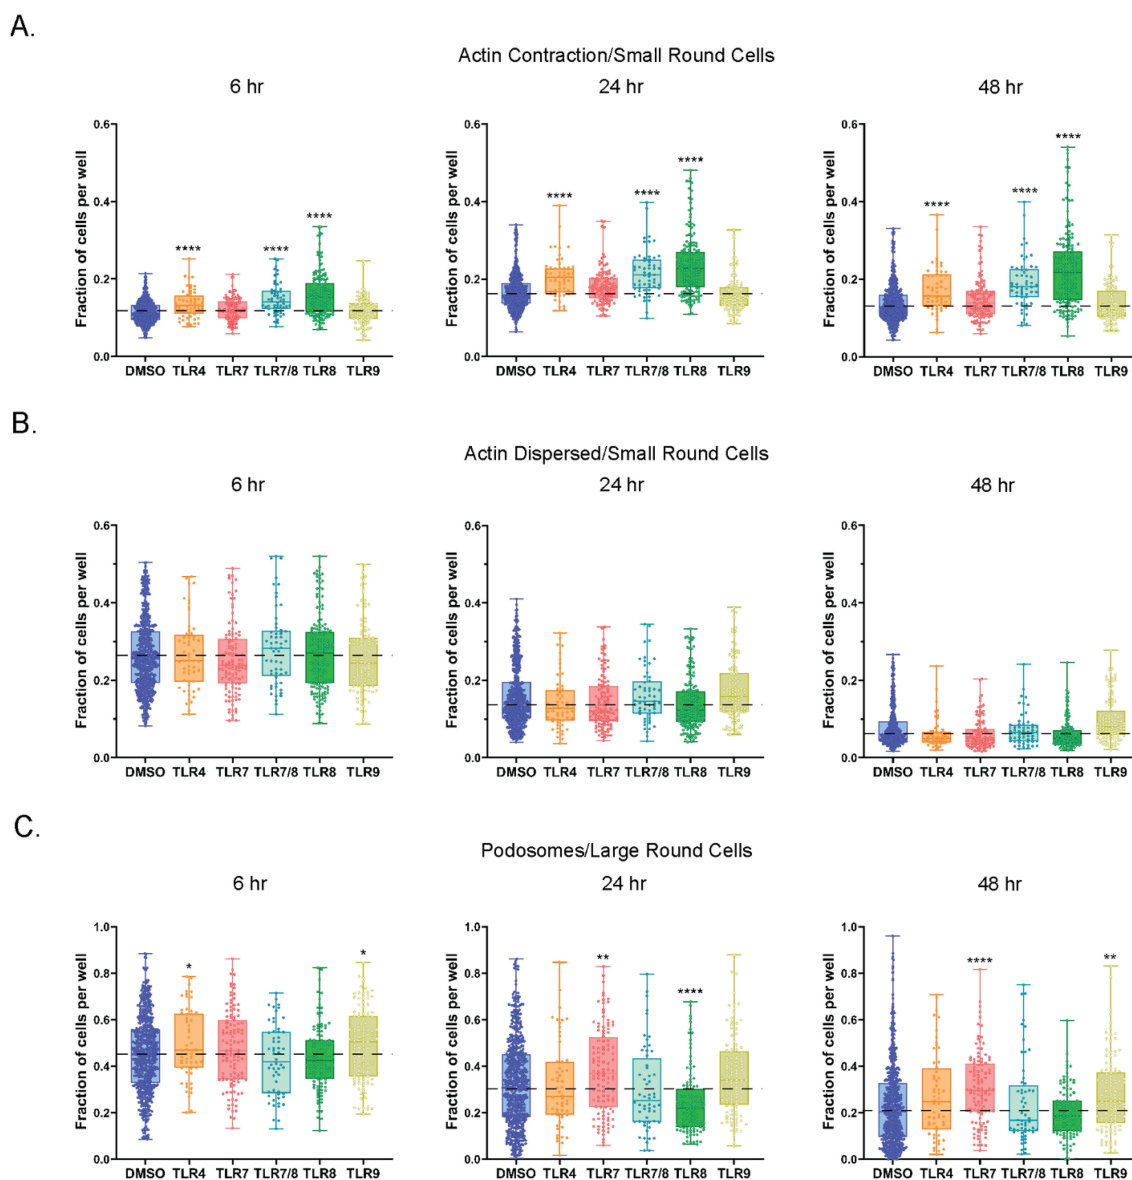 A.
Actin Contraction/Small Round Cells
6 hr
24 hr
48 hr
Fraction of cells per well
0.6
0.4
0.2
0.0
**** **** ****
DMSO TLR4 TLR7 TLR7/8 TLR8 TLR9
Fraction of cells per well
0.6
0.4
0.2
0.0
**** **** ****
DMSO TLR4 TLR7 TLR7/8 TLR8 TLR9
Fraction of cells per well
0.6
0.4
0.2
0.0
**** **** ****
DMSO TLR4 TLR7 TLR7/8 TLR8 TLR9
B.
Actin Dispersed/Small Round Cells
6 hr
24 hr
48 hr
Fraction of cells per well
0.6
0.4
0.2
0.0
DMSO TLR4 TLR7 TLR7/8 TLR8 TLR9
Fraction of cells per well
0.6
0.4
0.2
0.0
DMSO TLR4 TLR7 TLR7/8 TLR8 TLR9
Fraction of cells per well
0.6
0.4
0.2
0.0
DMSO TLR4 TLR7 TLR7/8 TLR8 TLR9
C.
Podosomes/Large Round Cells
6 hr
24 hr
48 hr
Fraction of cells per well
1.0
0.8
0.6
0.4
0.2
0.0
* *
DMSO TLR4 TLR7 TLR7/8 TLR8 TLR9
Fraction of cells per well
1.0
0.8
0.6
0.4
0.2
0.0
** ****
DMSO TLR4 TLR7 TLR7/8 TLR8 TLR9
Fraction of cells per well
1.0
0.8
0.6
0.4
0.2
0.0
**** **
DMSO TLR4 TLR7 TLR7/8 TLR8 TLR9